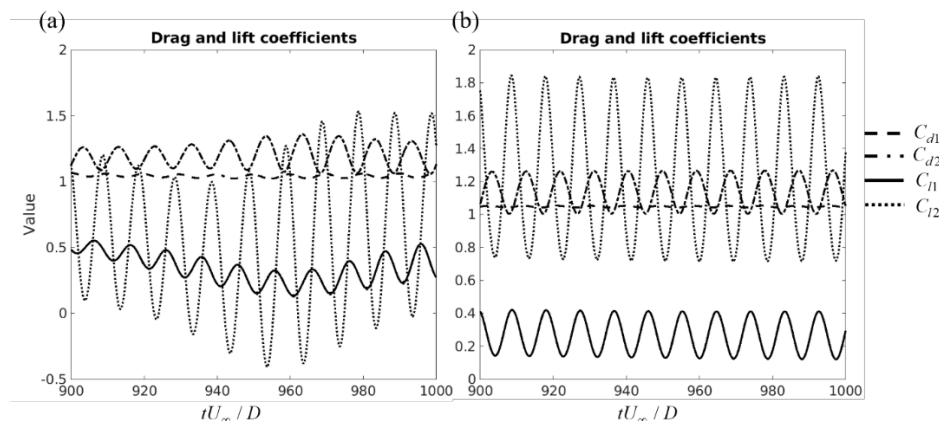 (a)
Drag and lift coefficients
2
1.5
1
0.5
0
-0.5
Value
900 920 940 960 980 1000
tU∞ / D
(b)
Drag and lift coefficients
2
1.8
1.6
1.4
1.2
1
0.8
0.6
0.4
0.2
0
900 920 940 960 980 1000
tU∞ / D
Cd1
Cd2
Cl1
Cl2